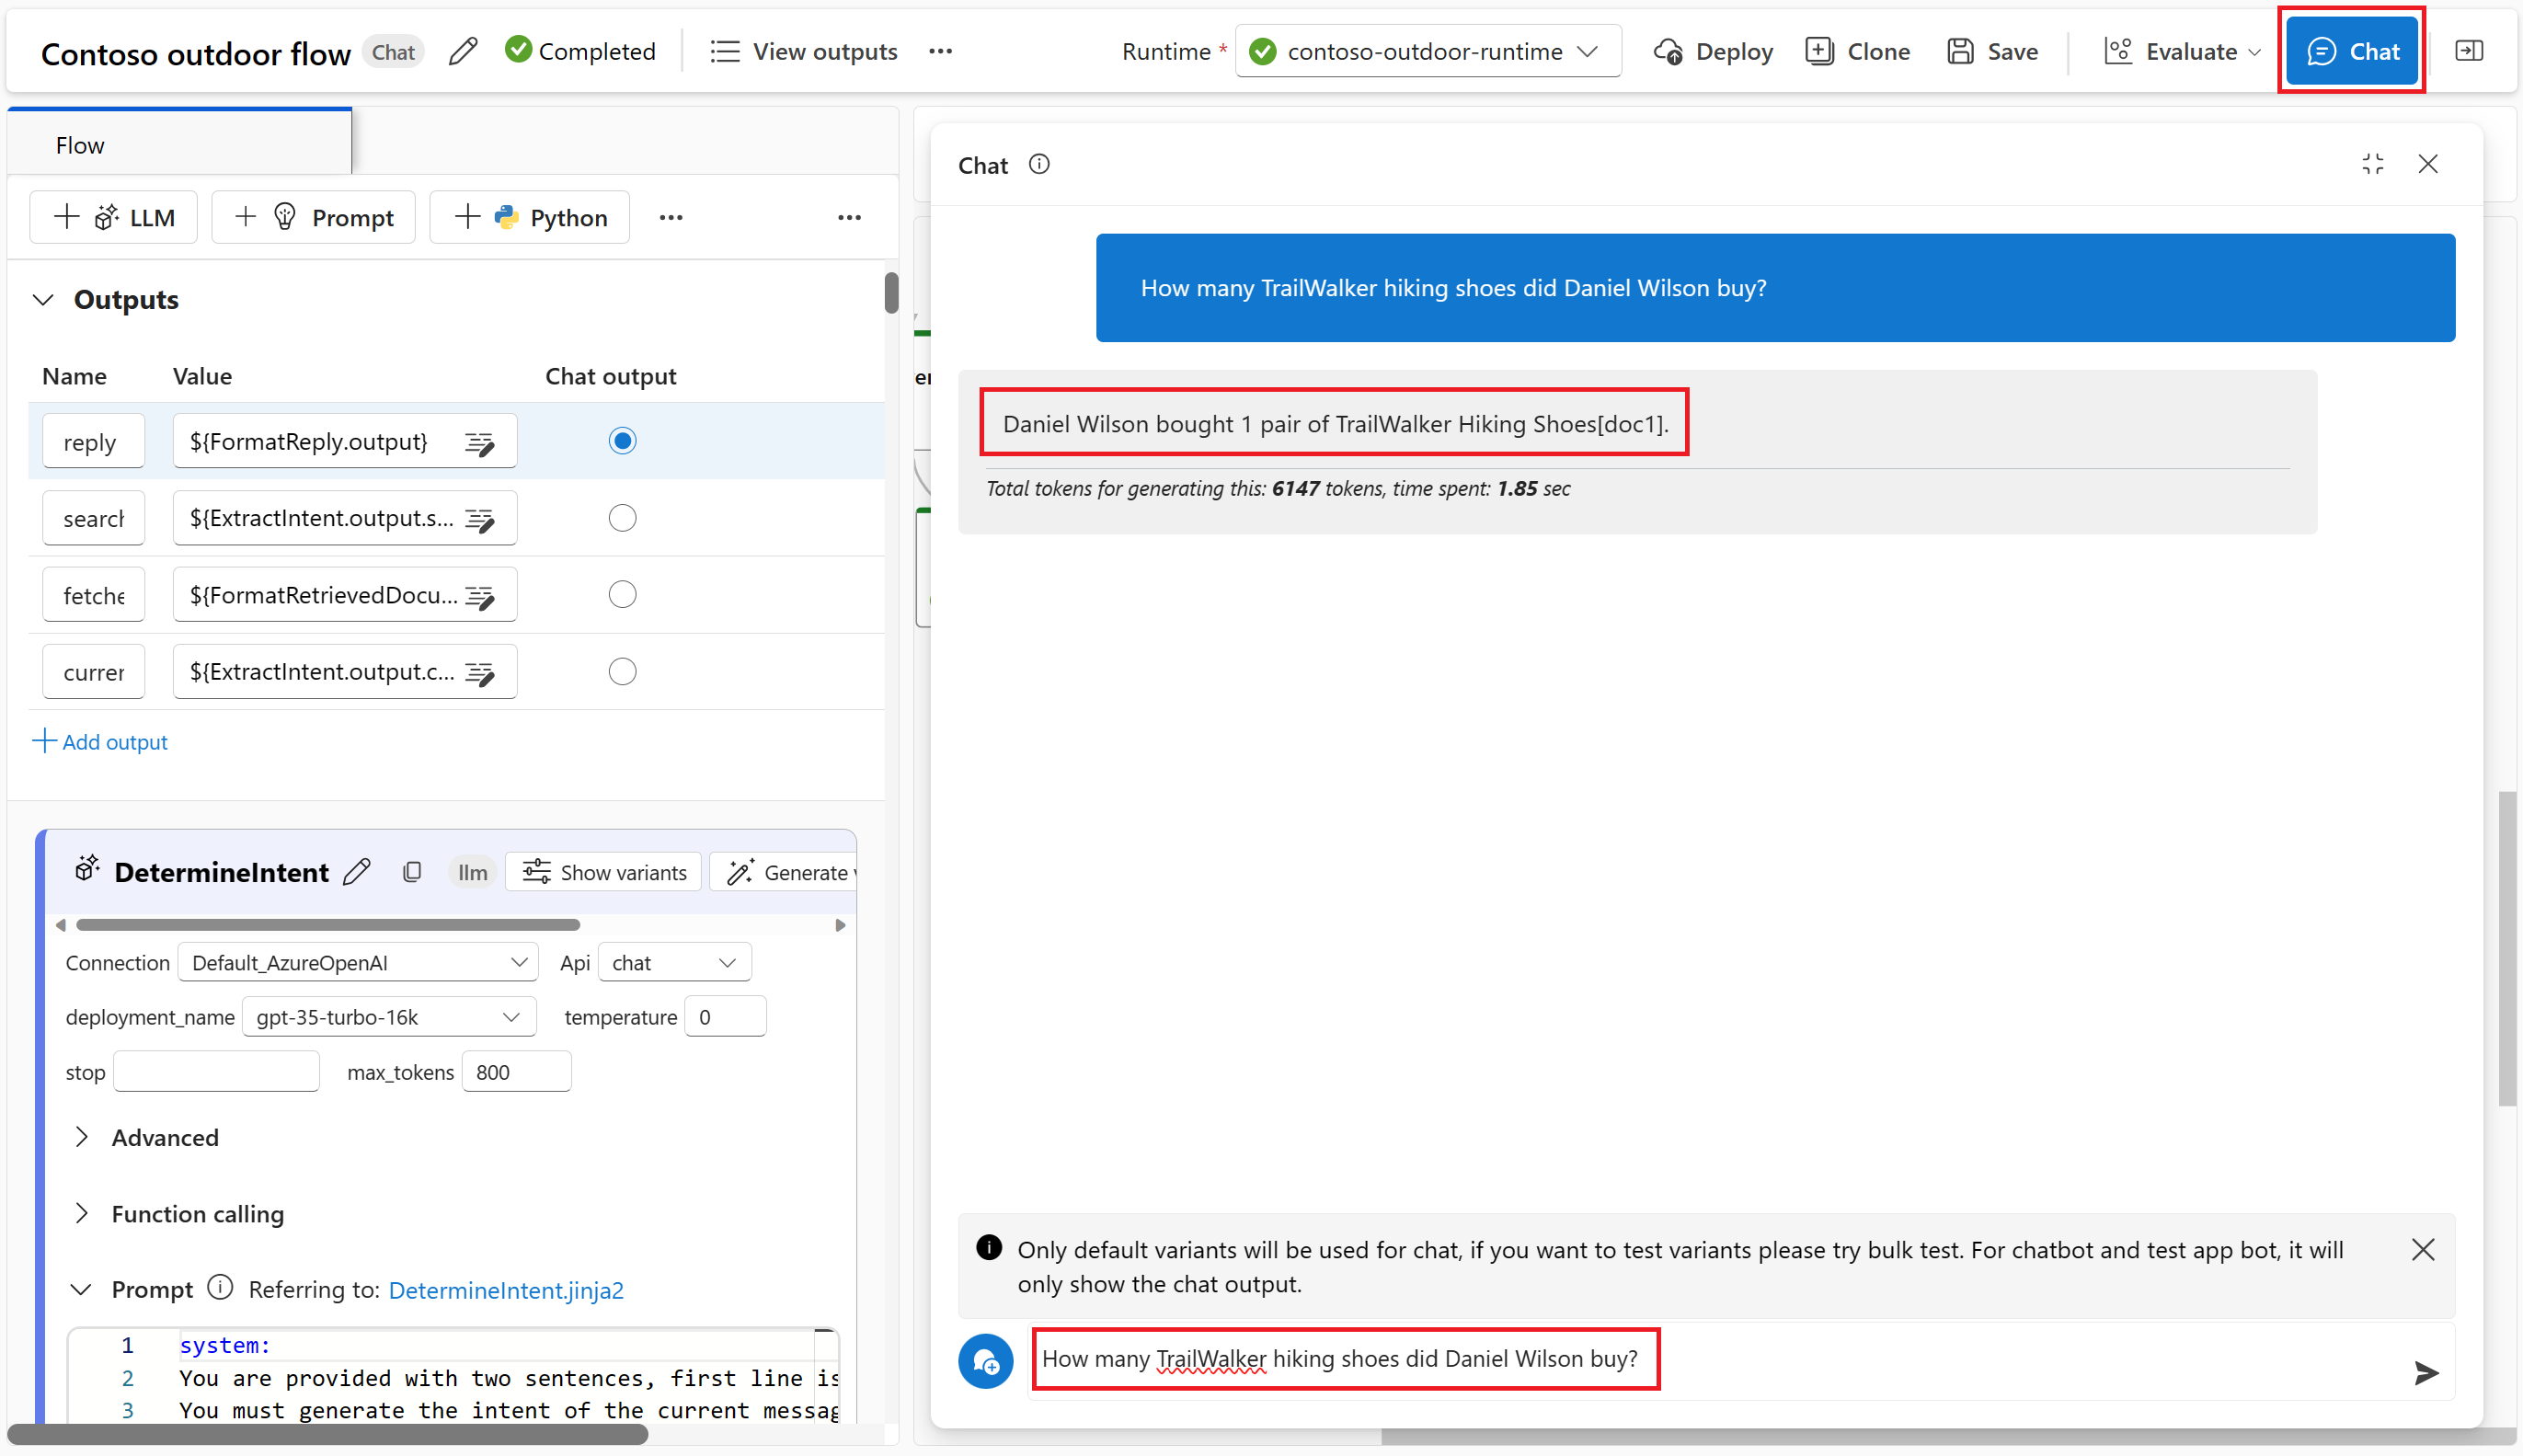 Contoso outdoor flow Chat Completed View outputs ··· Runtime * contoso-outdoor-runtime Deploy Clone Save Evaluate Chat
Flow
LLM Prompt Python ··· ···
Outputs
Name Value Chat output
reply ${FormatReply.output}
search ${ExtractIntent.output.s...
fetche ${FormatRetrievedDocu...
currer ${ExtractIntent.output.c...
Add output
DetermineIntent llm Show variants Generate
Connection Default_AzureOpenAI Api chat
deployment_name gpt-35-turbo-16k temperature 0
stop max_tokens 800
Advanced
Function calling
Prompt Referring to: DetermineIntent.jinja2
1 system:
2 You are provided with two sentences, first line is
3 You must generate the intent of the current messag
Chat
How many TrailWalker hiking shoes did Daniel Wilson buy?
Daniel Wilson bought 1 pair of TrailWalker Hiking Shoes[doc1].
Total tokens for generating this: 6147 tokens, time spent: 1.85 sec
Only default variants will be used for chat, if you want to test variants please try bulk test. For chatbot and test app bot, it will
only show the chat output.
How many TrailWalker hiking shoes did Daniel Wilson buy?